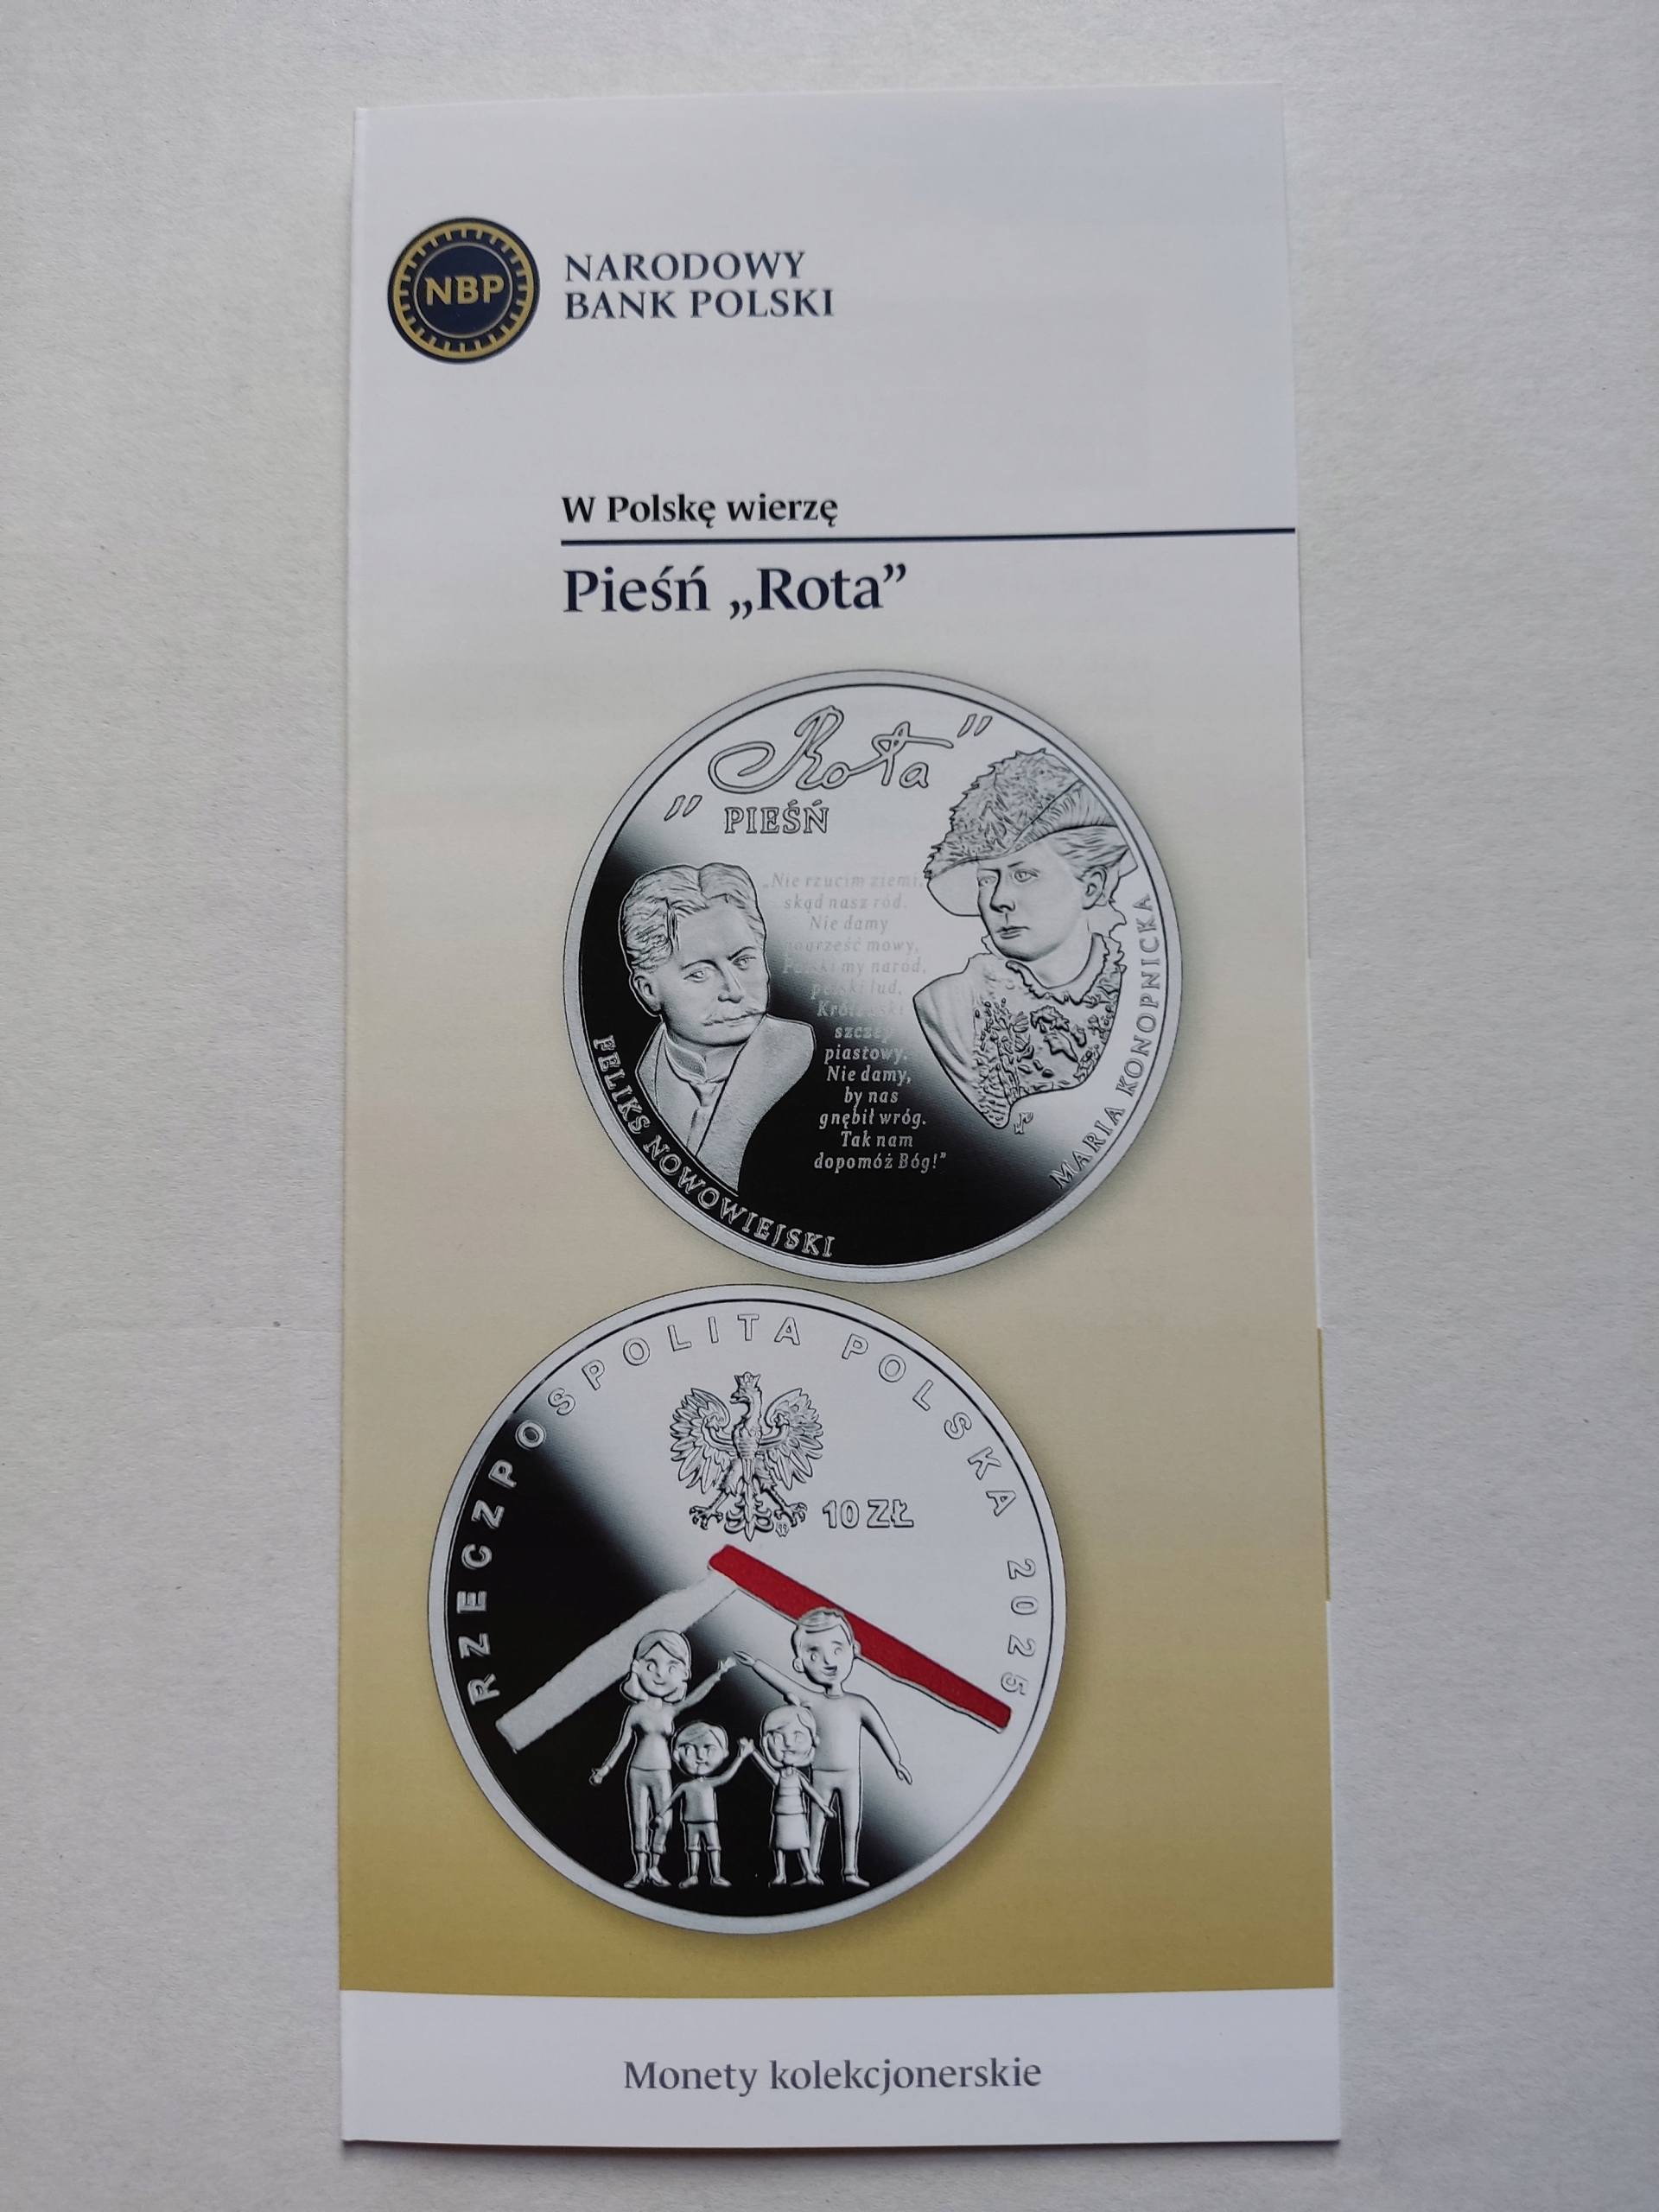 NBP
NARODOWY
BANK POLSKI
W Polskę wierzę
Pieśń „Rota”
„Rota”
PIEŚŃ
„Nie rzucim ziemi,
skąd nasz ród.
Nie damy
pogrześć mowy,
Polski my naród,
polski lud,
Królewski
szczep
piastowy.
Nie damy,
by nas
gnębił wróg.
Tak nam
dopomóż Bóg!”
FELIKS NOWOWIEJSKI
MARIA KONOPNICKA
RZECZPOSPOLITA POLSKA 2025
10 ZŁ
Monety kolekcjonerskie